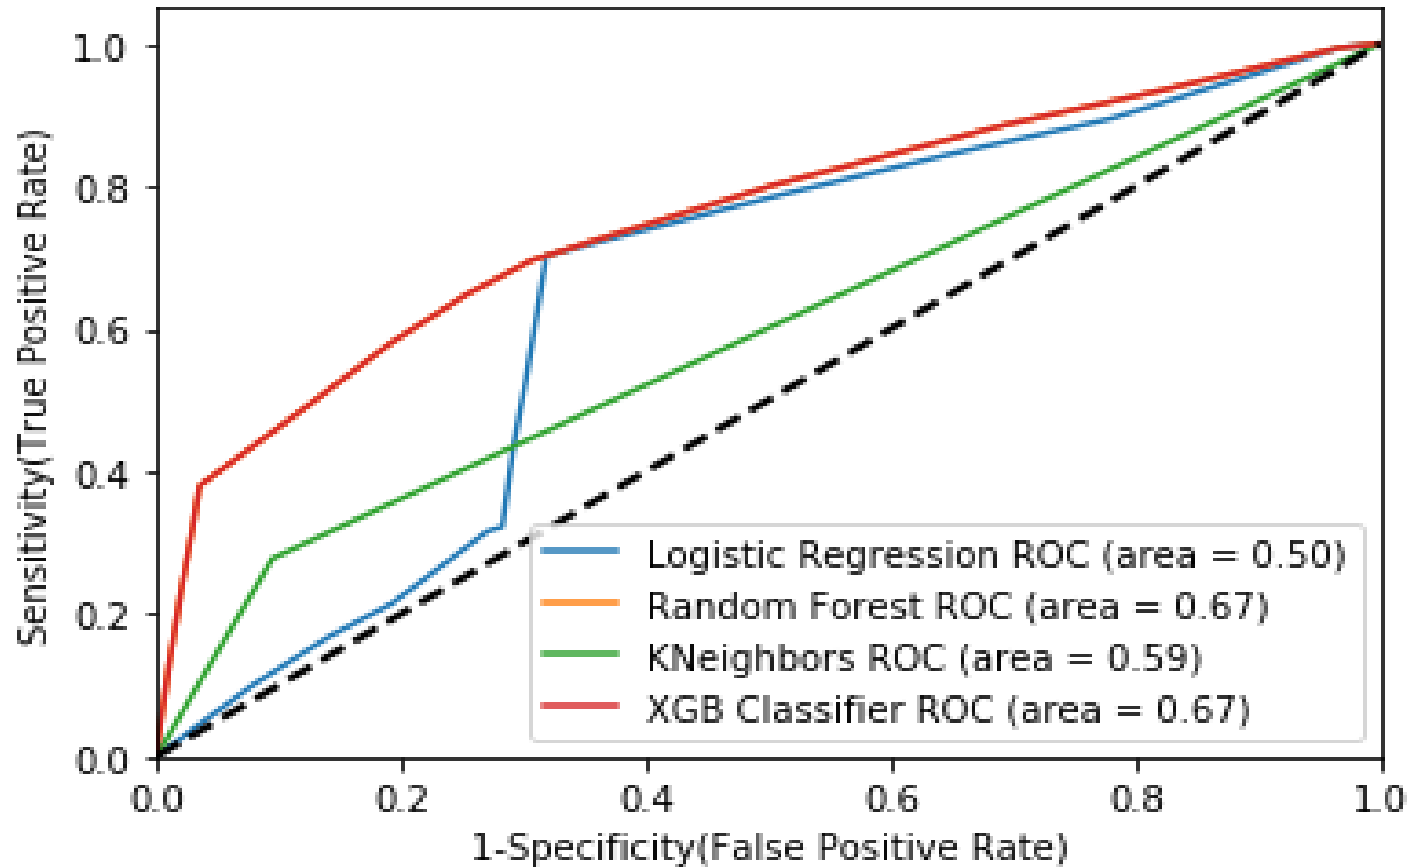 1.0
0.8
0.6
0.4
0.2
0.0
Sensitivity(True Positive Rate)
Logistic Regression ROC (area = 0.50)
Random Forest ROC (area = 0.67)
KNeighbors ROC (area = 0.59)
XGB Classifier ROC (area = 0.67)
0.0 0.2 0.4 0.6 0.8 1.0
1-Specificity(False Positive Rate)